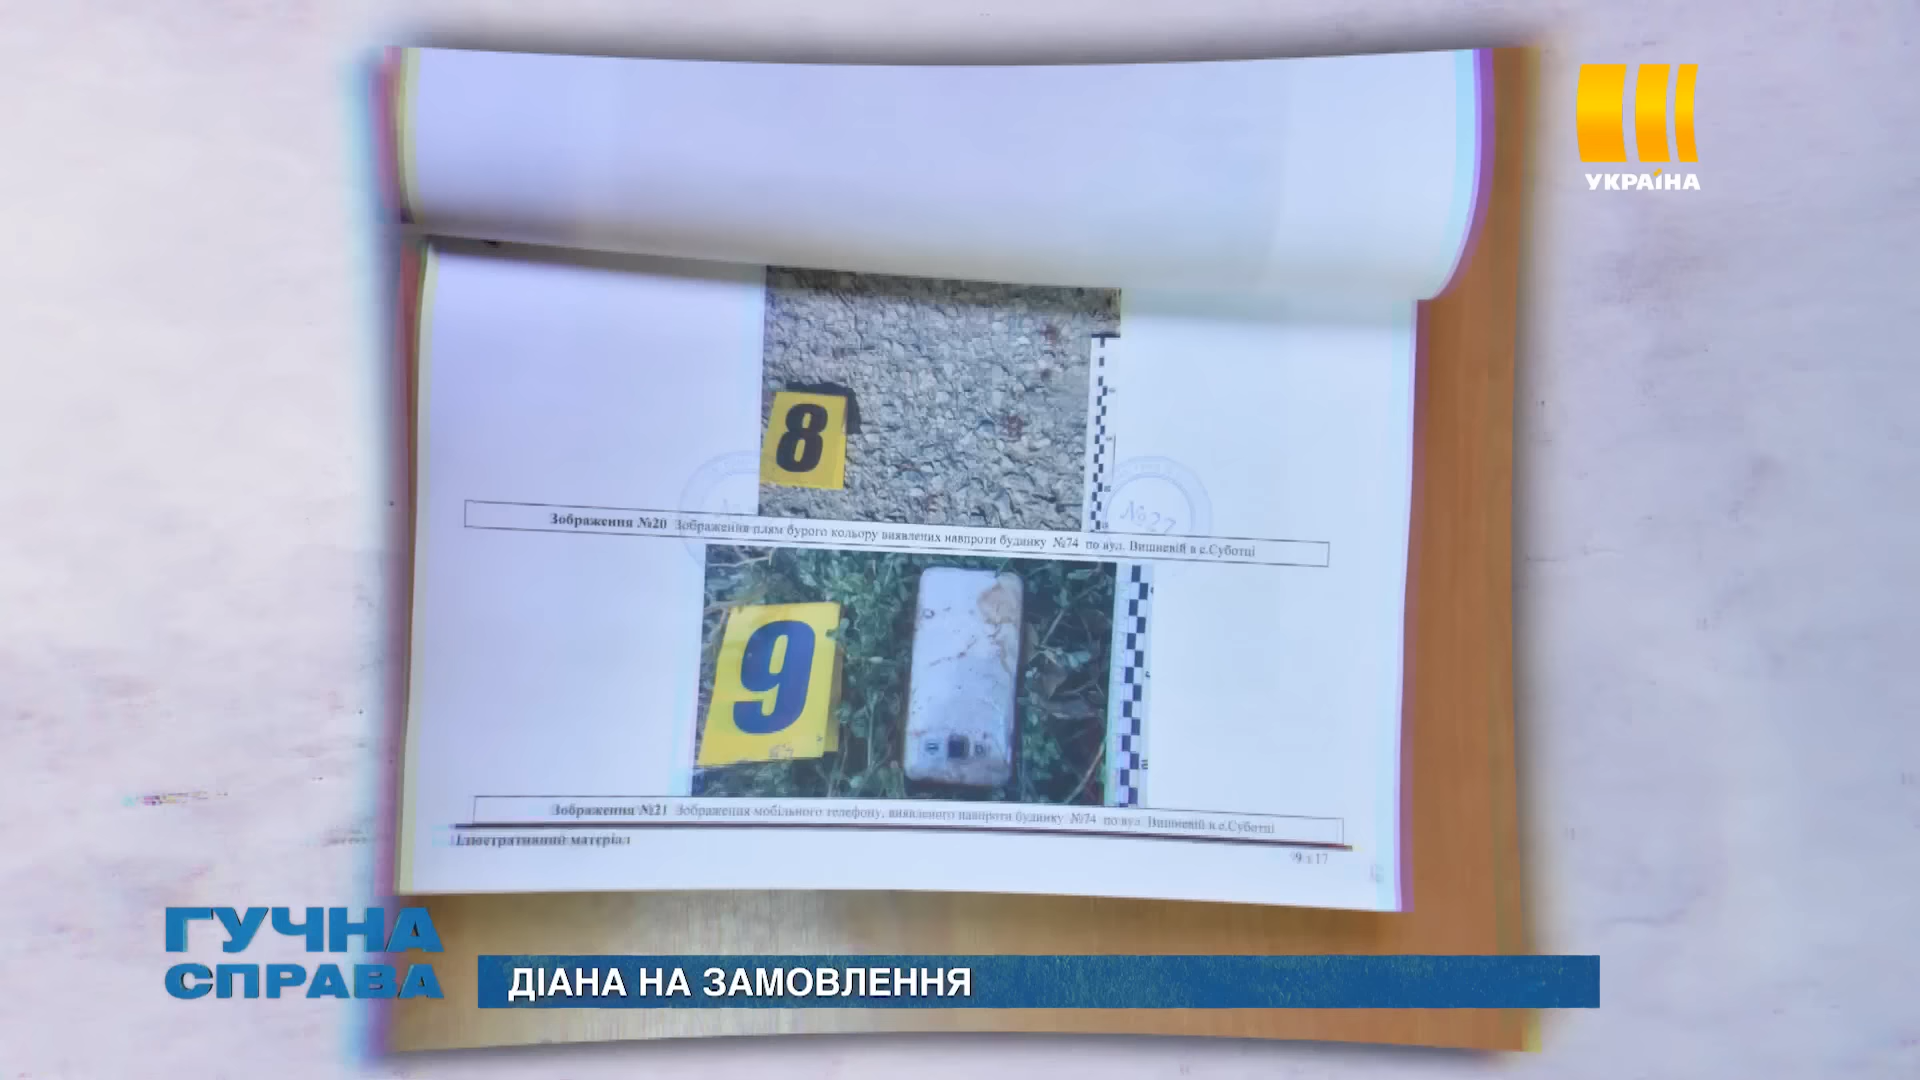 УКРАЇНА
8
№27
Зображення №20 Зображення плям бурого кольору виявлених навпроти будинку №74 по вул. Вишневій в с.Суботці
9
Зображення №21 Зображення мобільного телефону, виявленого навпроти будинку №74 по вул. Вишневій в с.Суботці
Ілюстративний матеріал
9 з 17
ГУЧНА
СПРАВА
ДІАНА НА ЗАМОВЛЕННЯ